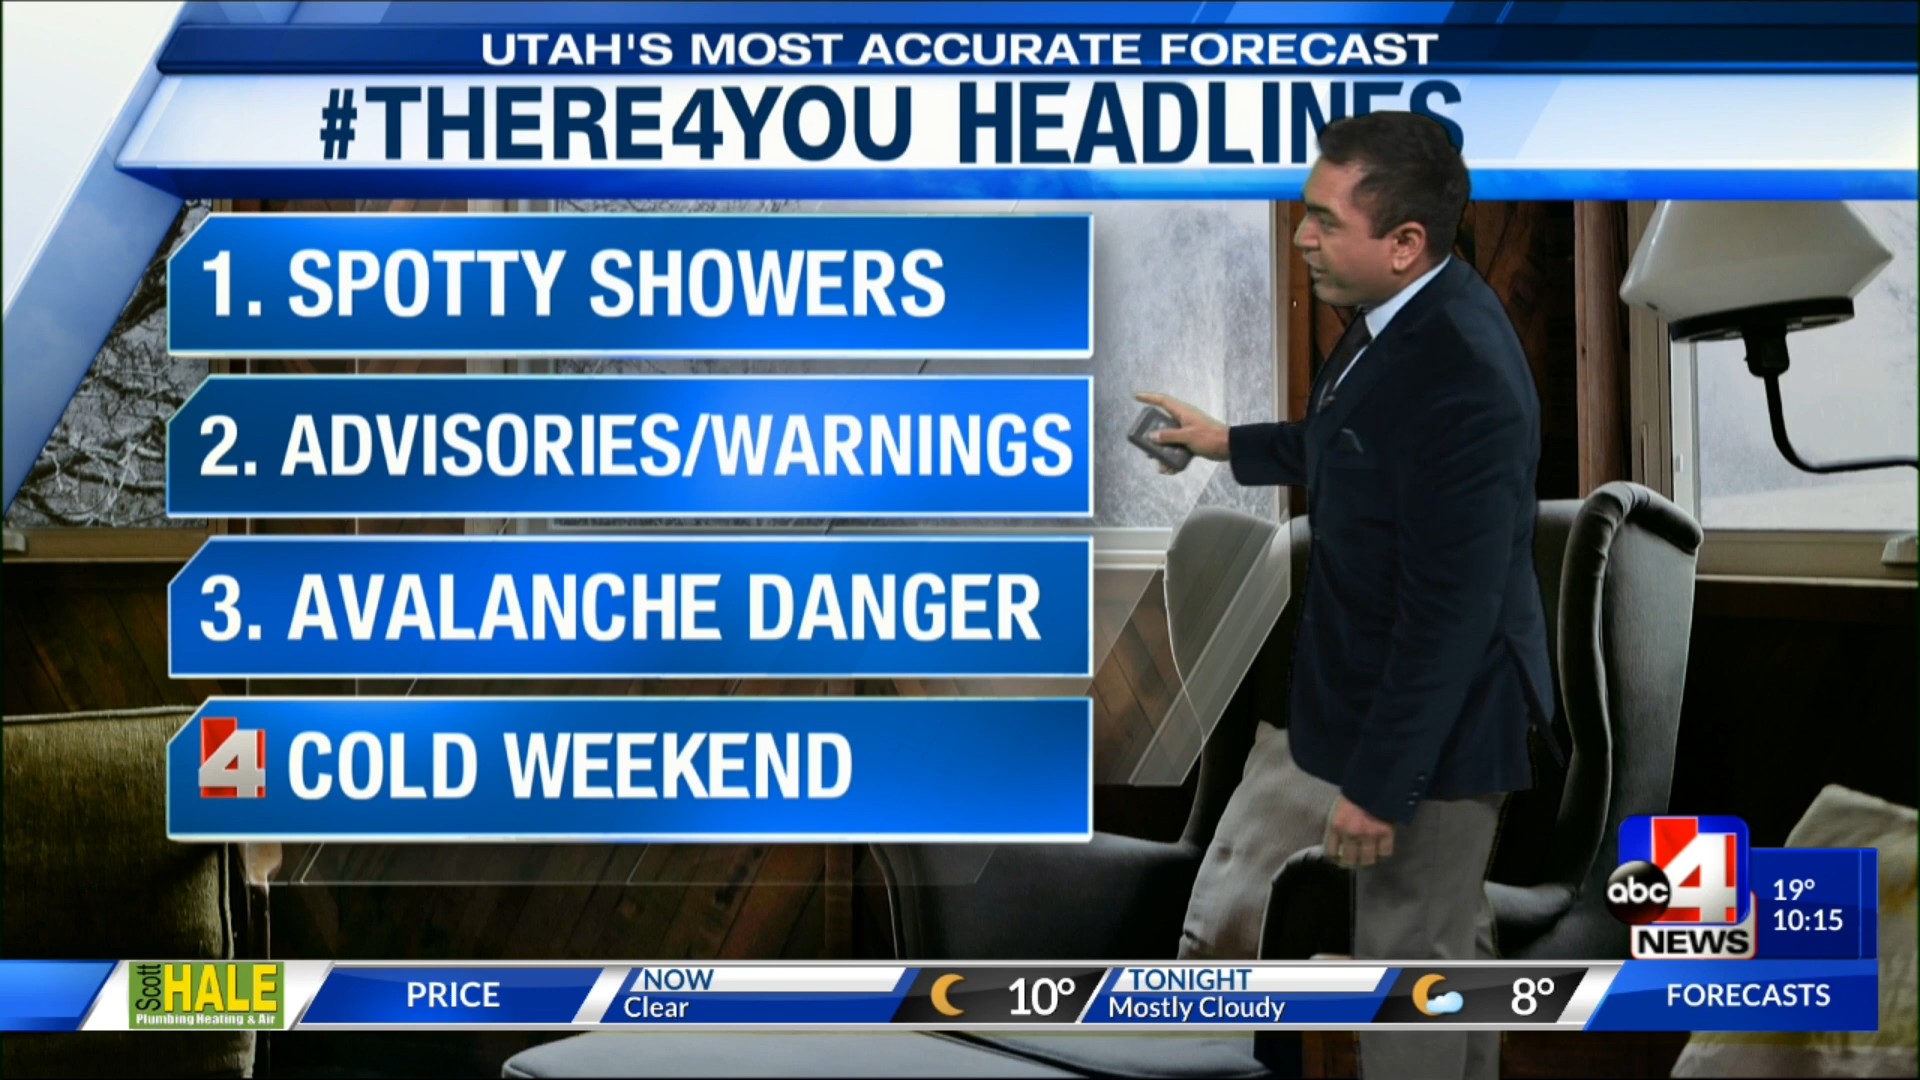 UTAH'S MOST ACCURATE FORECAST
#THERE4YOU HEADLINES
1. SPOTTY SHOWERS
2. ADVISORIES/WARNINGS
3. AVALANCHE DANGER
4 COLD WEEKEND
abc 4
NEWS
19°
10:15
Scott HALE
Plumbing Heating & Air
PRICE
NOW
Clear
10°
TONIGHT
Mostly Cloudy
8°
FORECASTS